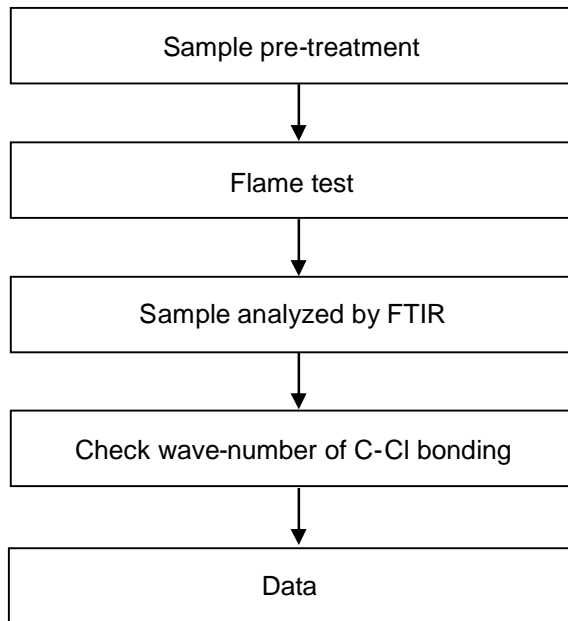 Sample pre-treatment
Flame test
Sample analyzed by FTIR
Check wave-number of C-Cl bonding
Data